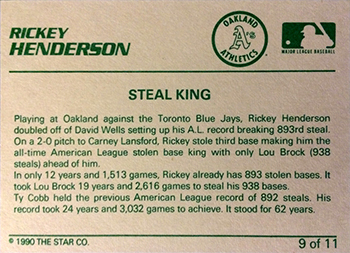 RICKEY
HENDERSON
OAKLAND
A's
ATHLETICS
MAJOR LEAGUE BASEBALL
STEAL KING
Playing at Oakland against the Toronto Blue Jays, Rickey Henderson
doubled off of David Wells setting up his A.L. record breaking 893rd steal.
On a 2-0 pitch to Carney Lansford, Rickey stole third base making him the
all-time American League stolen base king with only Lou Brock (938
steals) ahead of him.
In only 12 years and 1,513 games, Rickey already has 893 stolen bases. It
took Lou Brock 19 years and 2,616 games to steal his 938 bases.
Ty Cobb held the previous American League record of 892 steals. His
record took 24 years and 3,032 games to achieve. It stood for 62 years.
© 1990 THE STAR CO.
9 of 11